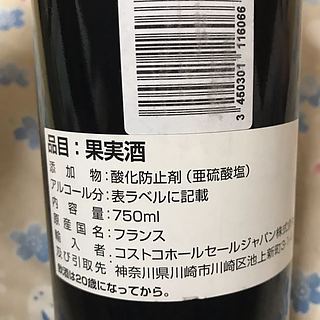 3 450301 116066
品目：果実酒
添加物：酸化防止剤（亜硫酸塩）
アルコール分：表ラベルに記載
内容量：750ml
原産国名：フランス
輸入者：コストコホールセールジャパン株式
及び引取先 神奈川県川崎市川崎区池上新町3-
飲酒は20歳になってから。